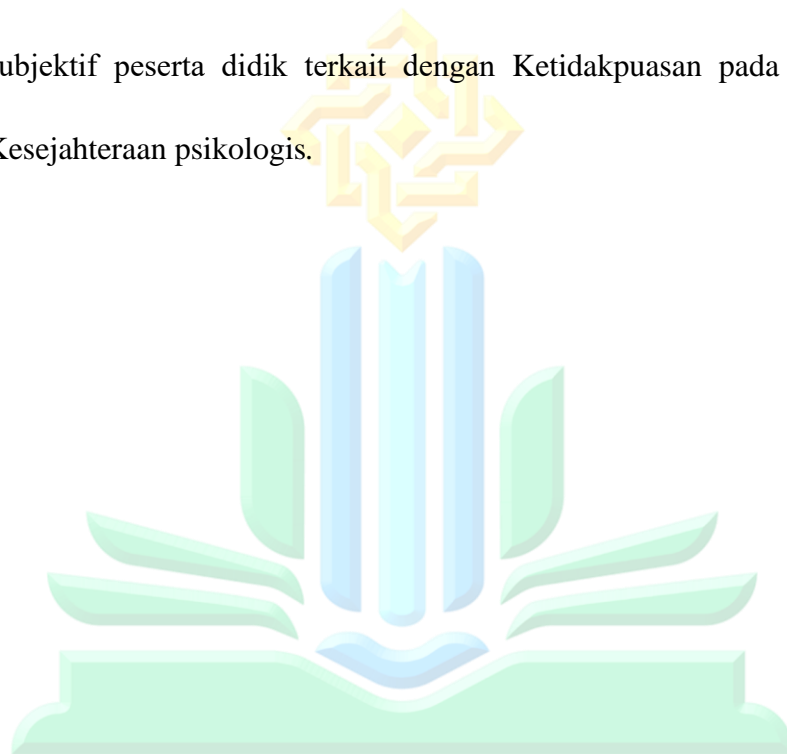 ubjektif peserta didik terkait dengan Ketidakpuasan pada
Kesejahteraan psikologis.